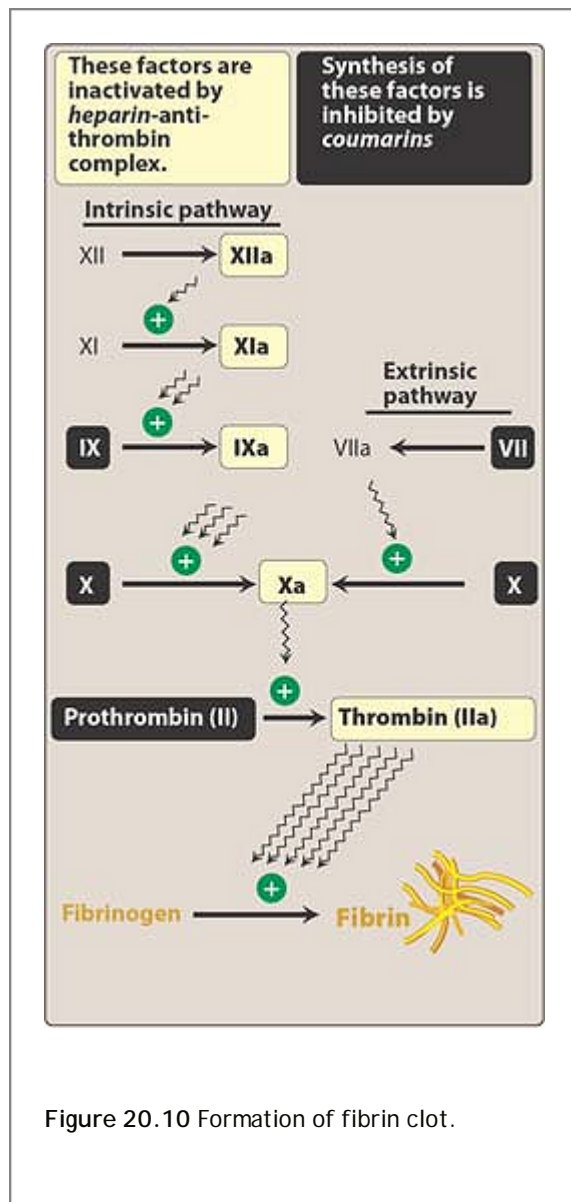 These factors are
inactivated by
heparin-anti-
thrombin
complex.
Synthesis of
these factors is
inhibited by
coumarins
Intrinsic pathway
XII
XIIa
+
XI
XIa
+
Extrinsic
pathway
IX
IXa
VIIa
VII
+
+
X
Xa
X
+
Prothrombin (II)
Thrombin (IIa)
+
Fibrinogen
Fibrin
Figure 20.10 Formation of fibrin clot.